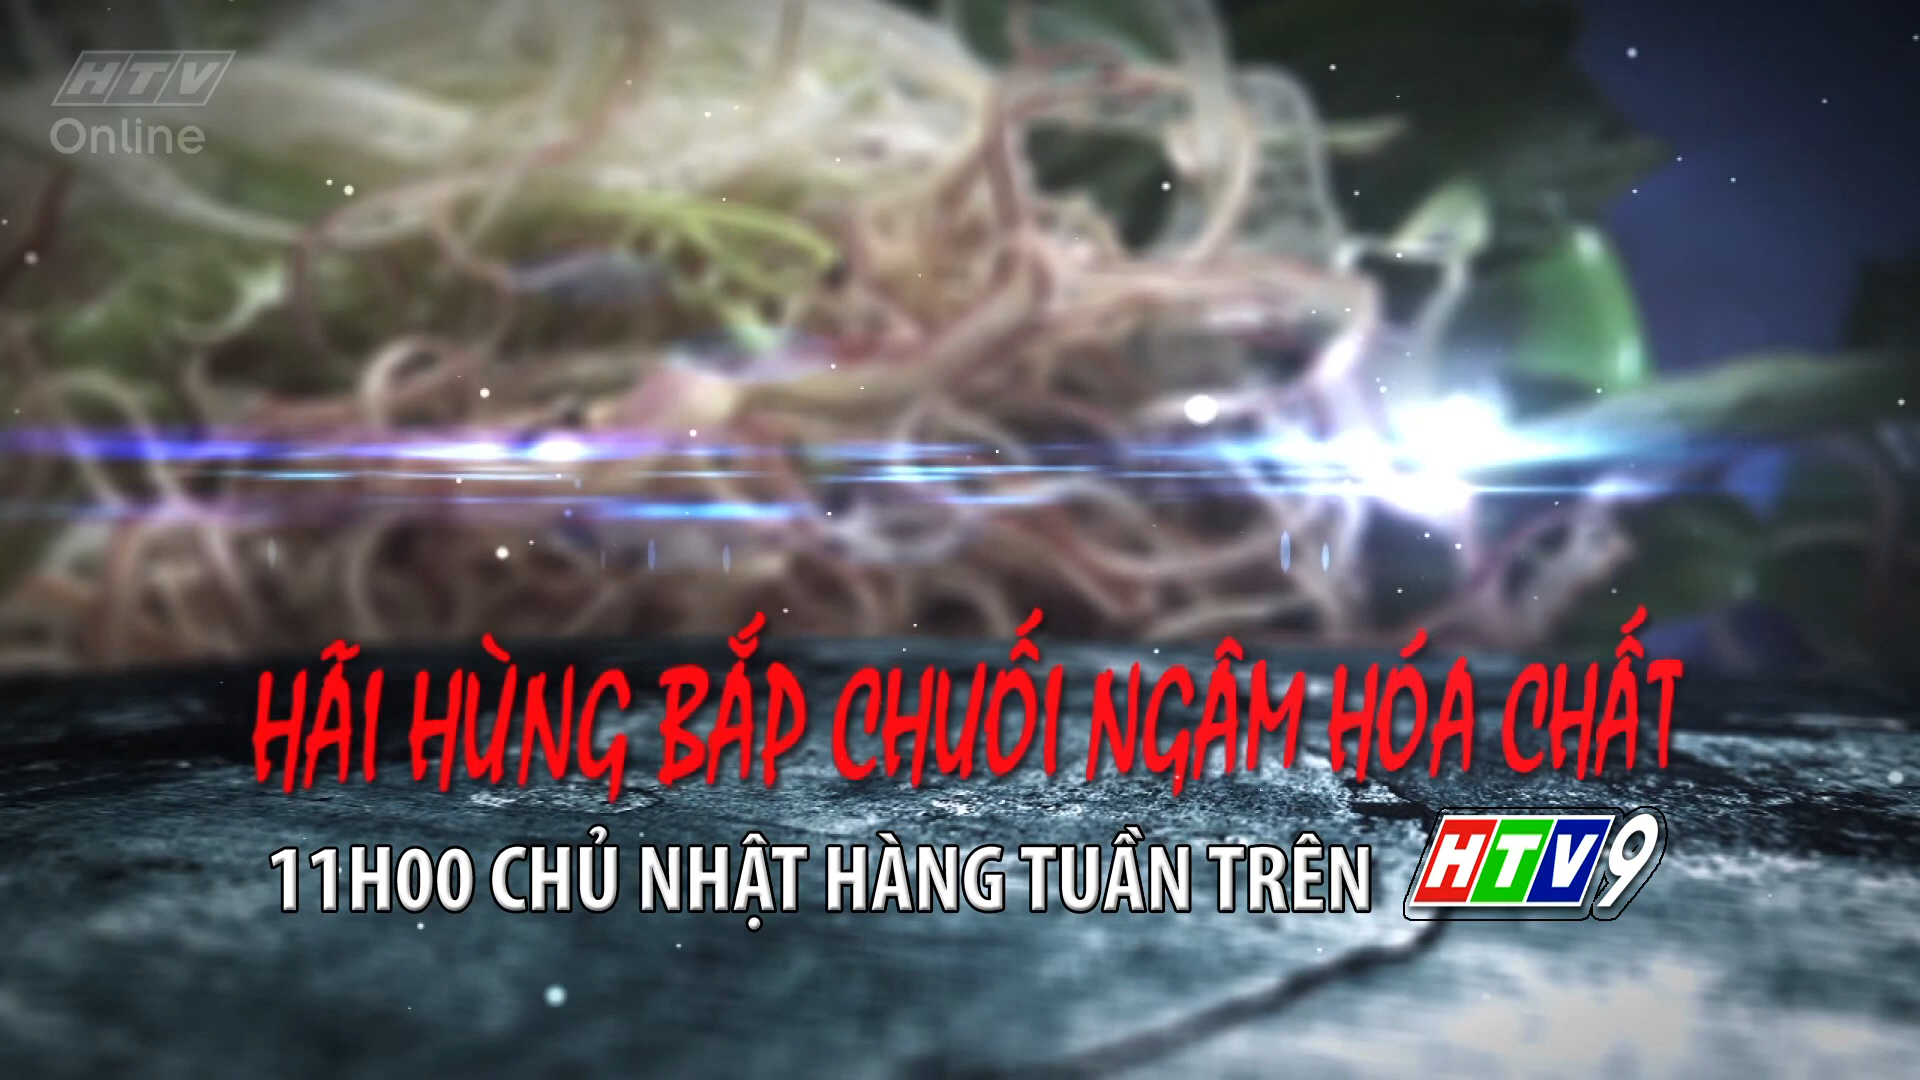 HTV
Online
HÃI HÙNG BẮP CHUỐI NGÂM HÓA CHẤT
11H00 CHỦ NHẬT HÀNG TUẦN TRÊN HTV9